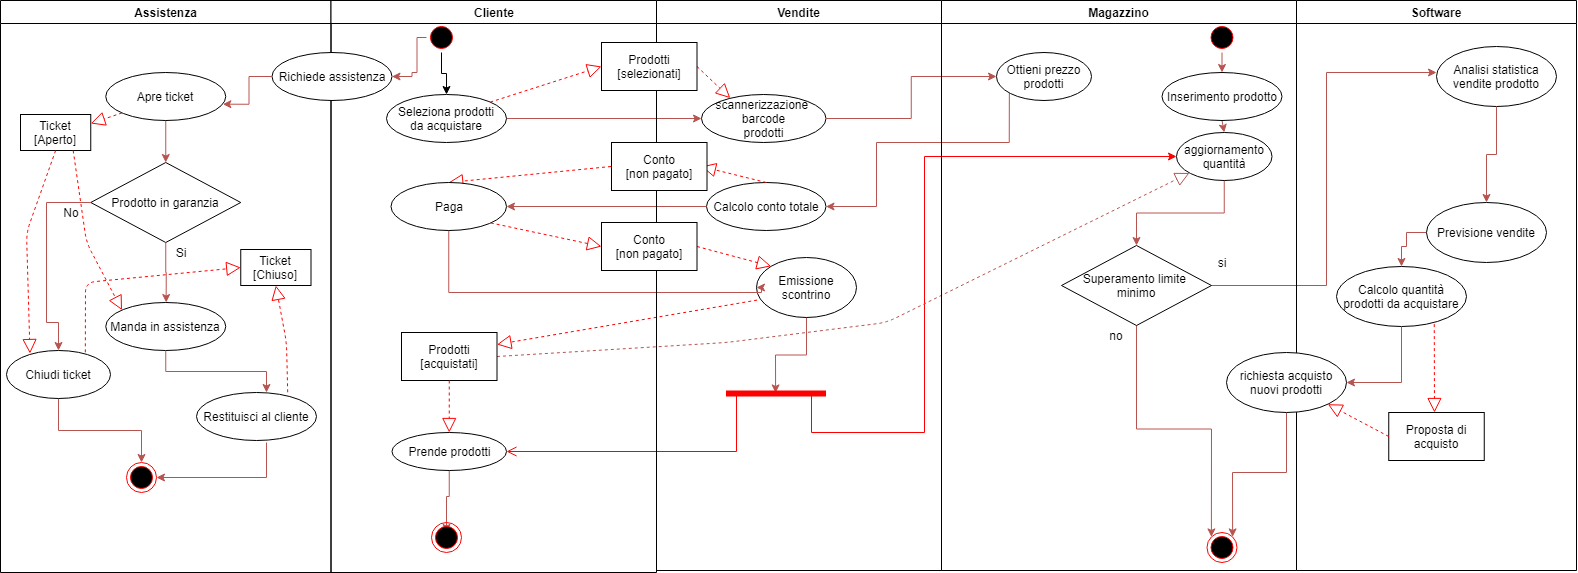 Assistenza
Cliente
Vendite
Magazzino
Software
Richiede assistenza
Apre ticket
Ticket
[Aperto]
Prodotto in garanzia
No
Si
Ticket
[Chiuso]
Manda in assistenza
Chiudi ticket
Restituisci al cliente
Seleziona prodotti
da acquistare
Prodotti
[selezionati]
scannerizzazione
barcode
prodotti
Conto
[non pagato]
Paga
Calcolo conto totale
Conto
[non pagato]
Emissione
scontrino
Prodotti
[acquistati]
Prende prodotti
Ottieni prezzo
prodotti
Inserimento prodotto
aggiornamento
quantità
Superamento limite
minimo
si
no
Analisi statistica
vendite prodotto
Previsione vendite
Calcolo quantità
prodotti da acquistare
richiesta acquisto
nuovi prodotti
Proposta di
acquisto